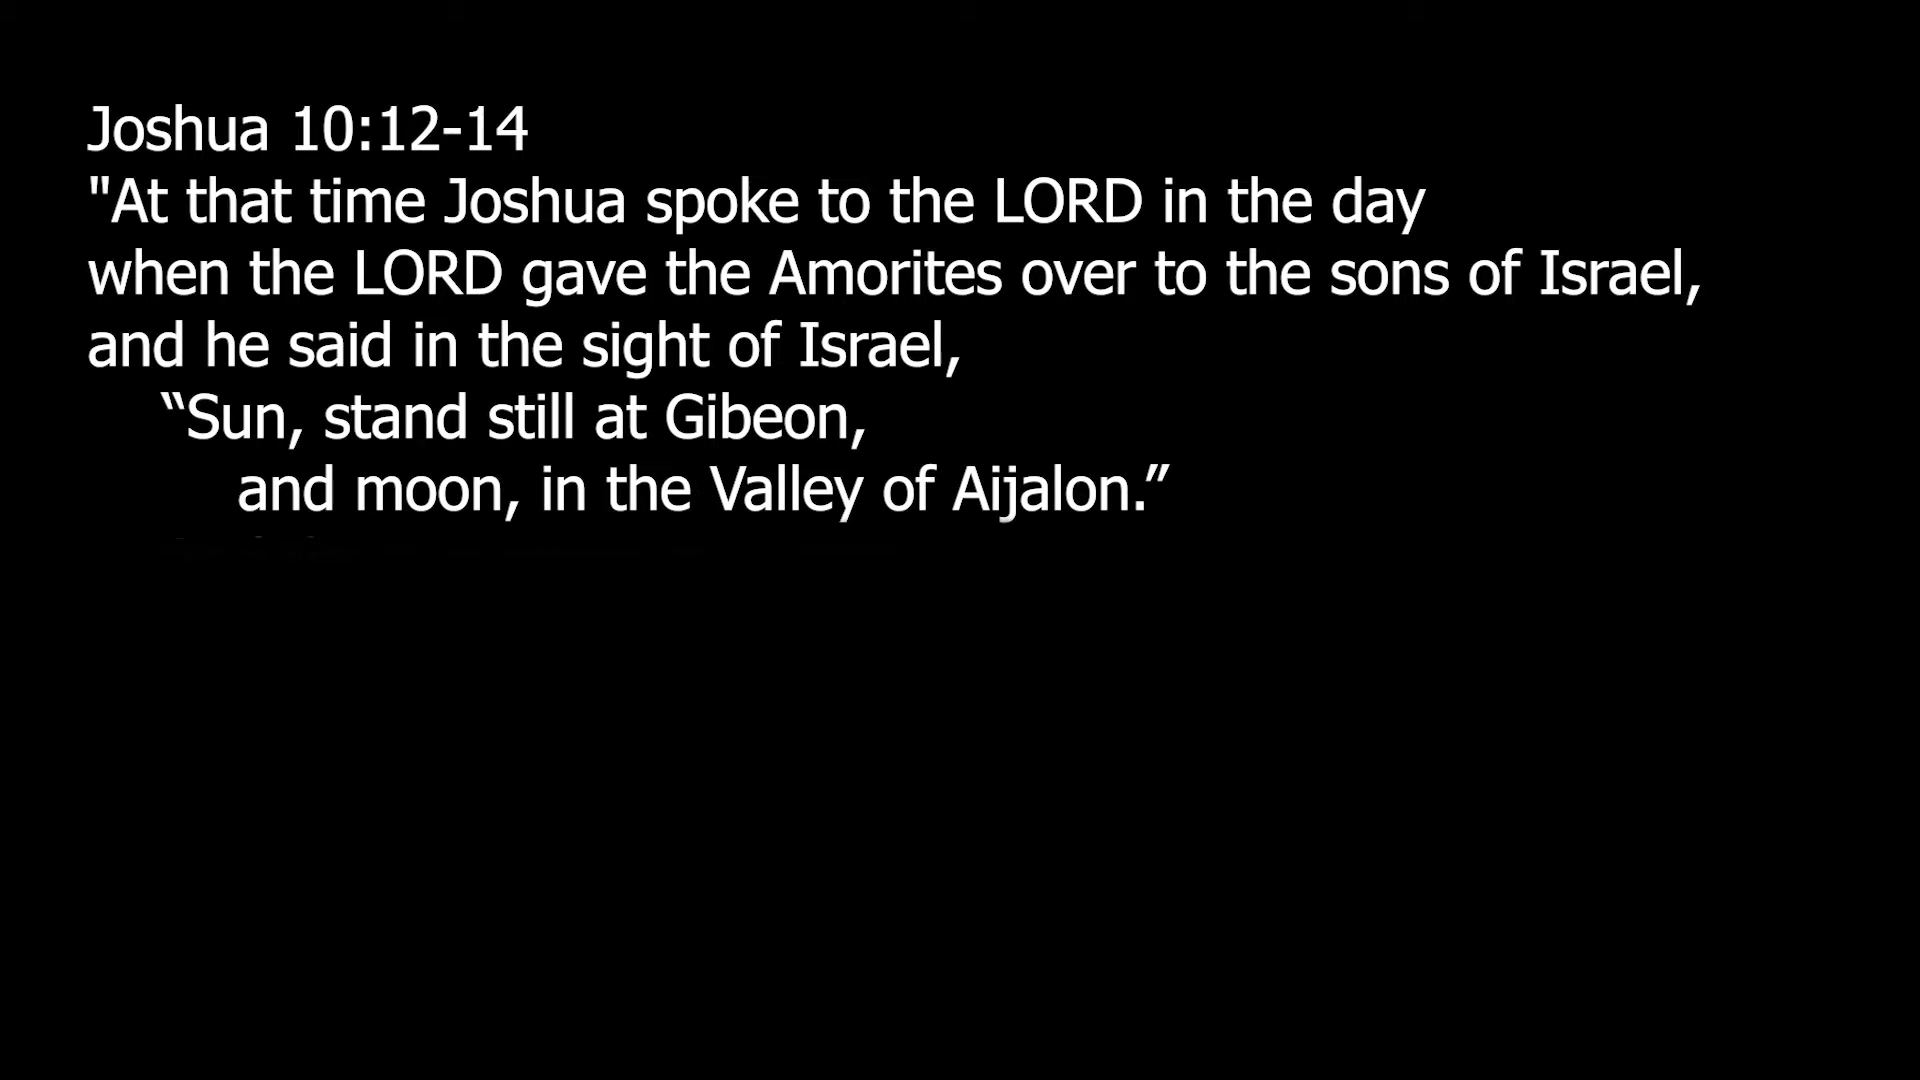 Joshua 10:12-14
"At that time Joshua spoke to the LORD in the day
when the LORD gave the Amorites over to the sons of Israel,
and he said in the sight of Israel,
“Sun, stand still at Gibeon,
and moon, in the Valley of Aijalon.”